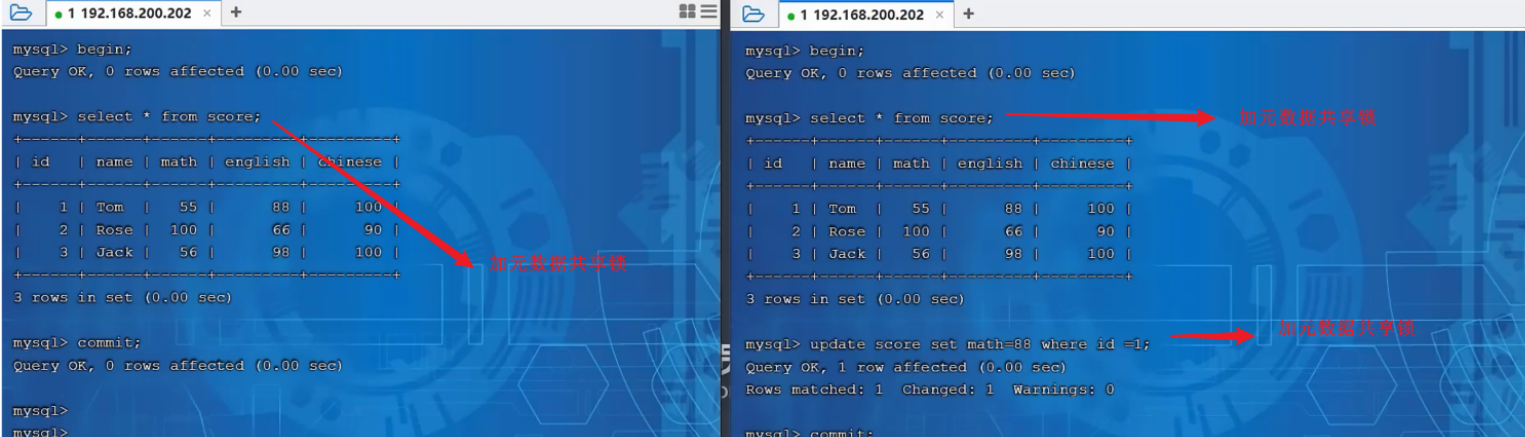 1 192.168.200.202 × +
mysql> begin;
Query OK, 0 rows affected (0.00 sec)
mysql> select * from score;
+------+------+------+---------+---------+
| id   | name | math | english | chinese |
+------+------+------+---------+---------+
|    1 | Tom  |   55 |      88 |     100 |
|    2 | Rose |  100 |      66 |      90 |
|    3 | Jack |   56 |      98 |     100 |
+------+------+------+---------+---------+
加元数据共享锁
3 rows in set (0.00 sec)
mysql> commit;
Query OK, 0 rows affected (0.00 sec)
mysql>
mysql>
1 192.168.200.202 × +
mysql> begin;
Query OK, 0 rows affected (0.00 sec)
mysql> select * from score; 加元数据共享锁
+------+------+------+---------+---------+
| id   | name | math | english | chinese |
+------+------+------+---------+---------+
|    1 | Tom  |   55 |      88 |     100 |
|    2 | Rose |  100 |      66 |      90 |
|    3 | Jack |   56 |      98 |     100 |
+------+------+------+---------+---------+
3 rows in set (0.00 sec)
加元数据共享锁
mysql> update score set math=88 where id =1;
Query OK, 1 row affected (0.00 sec)
Rows matched: 1  Changed: 1  Warnings: 0
mysql> commit;